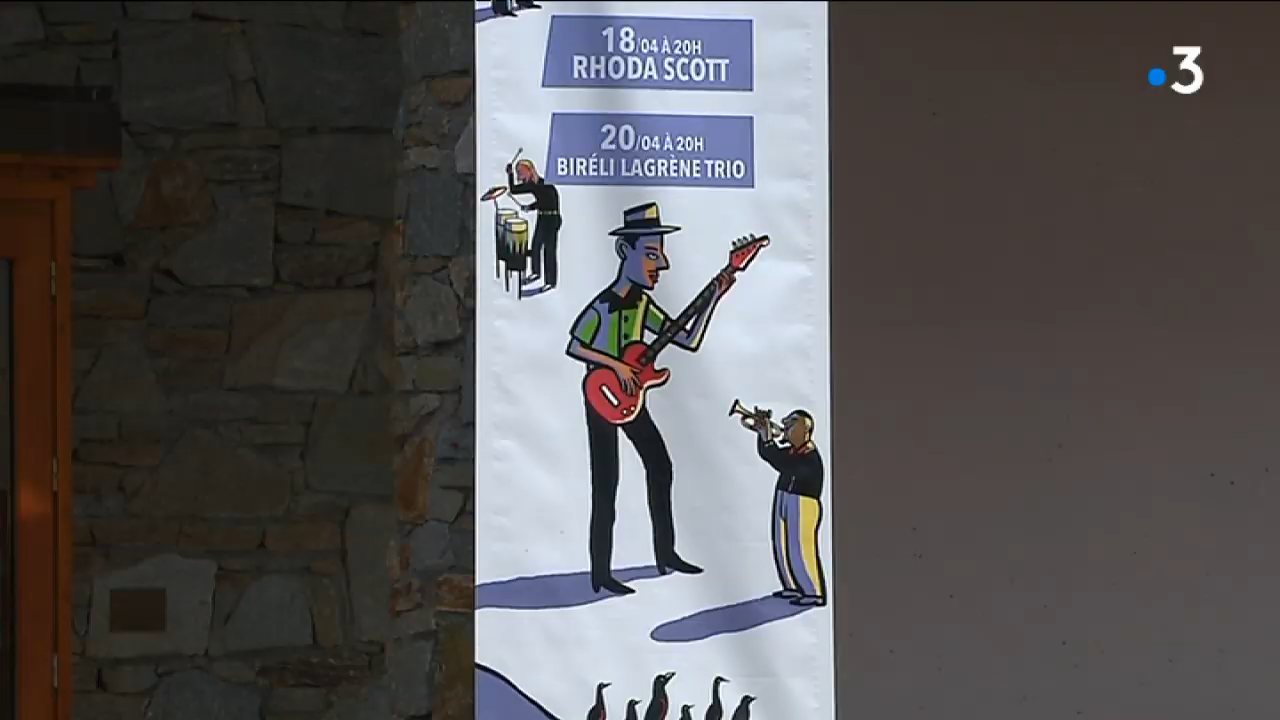 18/04 À 20H
RHODA SCOTT
3
20/04 À 20H
BIRÉLI LAGRÈNE TRIO